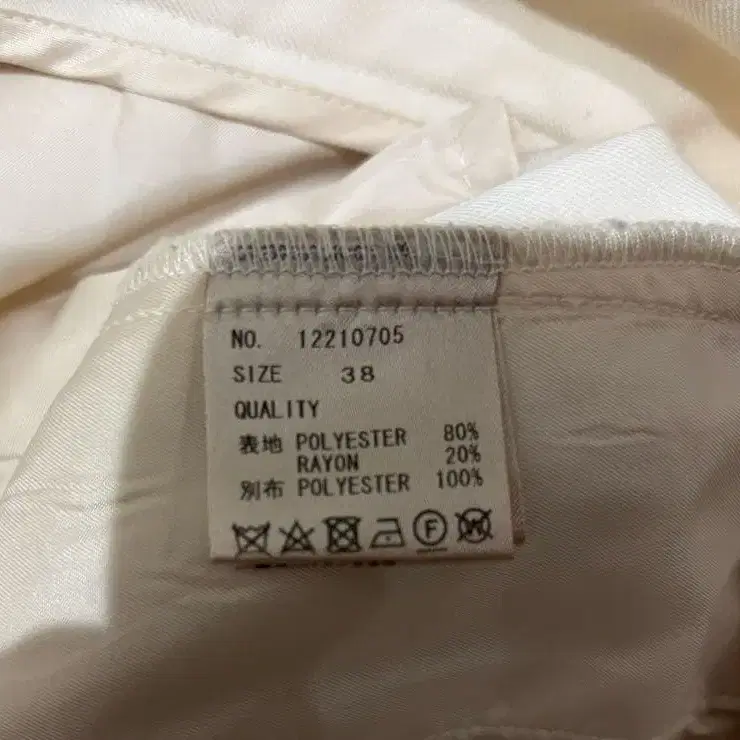 NO. 12210705
SIZE 38
QUALITY
表地 POLYESTER 80%
RAYON 20%
別布 POLYESTER 100%
F W